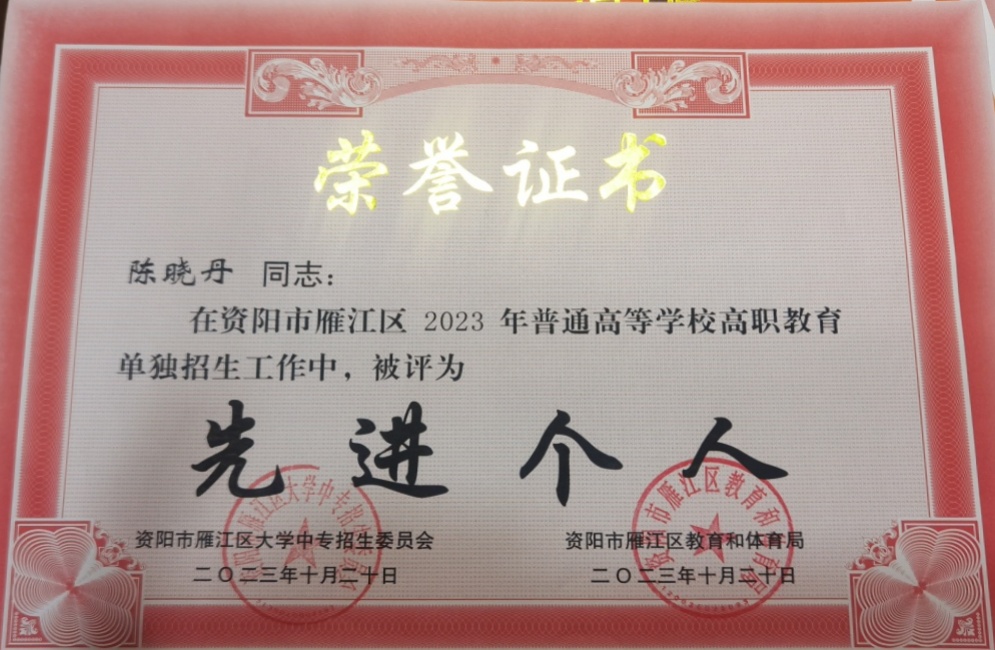 荣誉证书
陈晓丹 同志：
在资阳市雁江区 2023 年普通高等学校高职教育
单独招生工作中，被评为
先进个人
资阳市雁江区大学中专招生委员会
资阳市雁江区教育和体育局
二〇二三年十月二十日
二〇二三年十月二十日